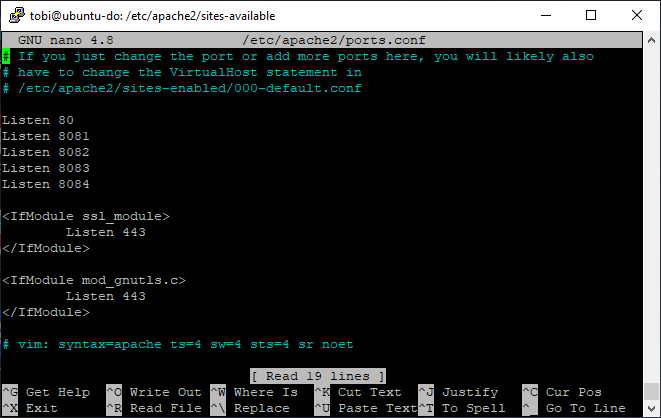 tobi@ubuntu-do: /etc/apache2/sites-available
GNU nano 4.8 /etc/apache2/ports.conf
# If you just change the port or add more ports here, you will likely also
# have to change the VirtualHost statement in
# /etc/apache2/sites-enabled/000-default.conf
Listen 80
Listen 8081
Listen 8082
Listen 8083
Listen 8084
<IfModule ssl_module>
Listen 443
</IfModule>
<IfModule mod_gnutls.c>
Listen 443
</IfModule>
# vim: syntax=apache ts=4 sw=4 sts=4 sr noet
[ Read 19 lines ]
^G Get Help ^O Write Out ^W Where Is ^K Cut Text ^J Justify ^C Cur Pos
^X Exit ^R Read File ^\ Replace ^U Paste Text ^T To Spell ^_ Go To Line